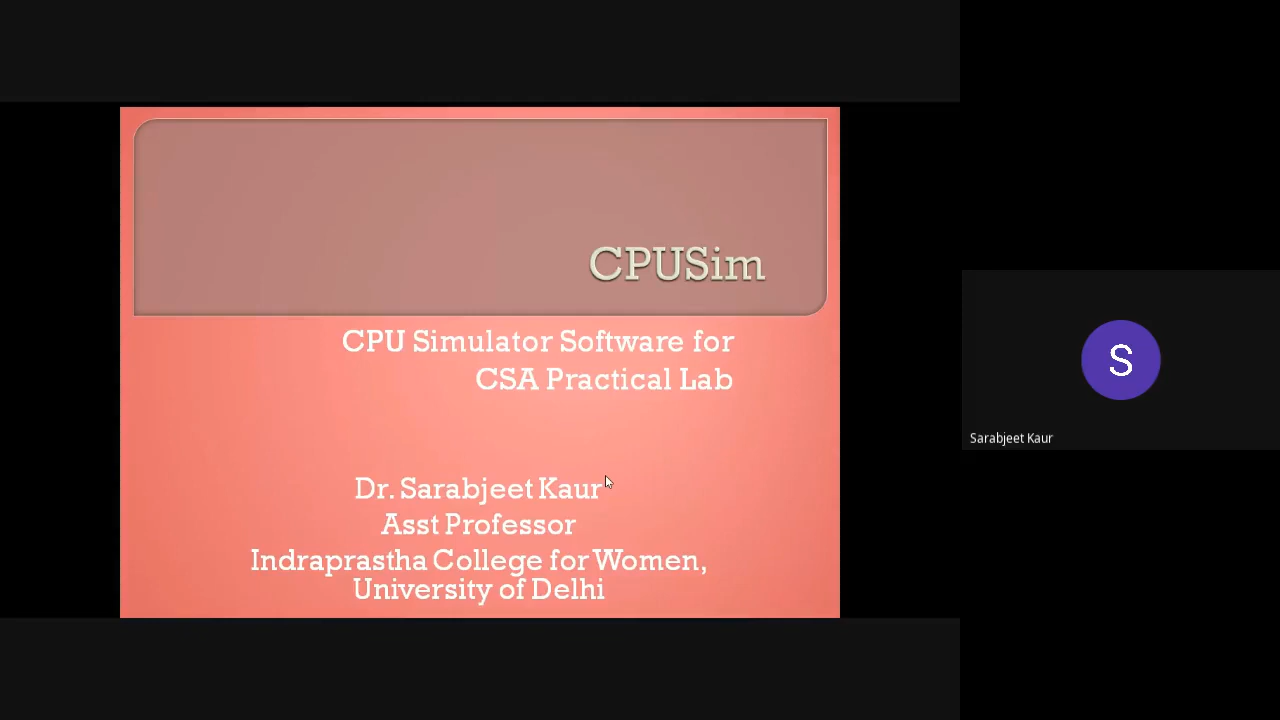 CPUSim
CPU Simulator Software for
CSA Practical Lab
Dr. Sarabjeet Kaur
Asst Professor
Indraprastha College for Women,
University of Delhi
S
Sarabjeet Kaur